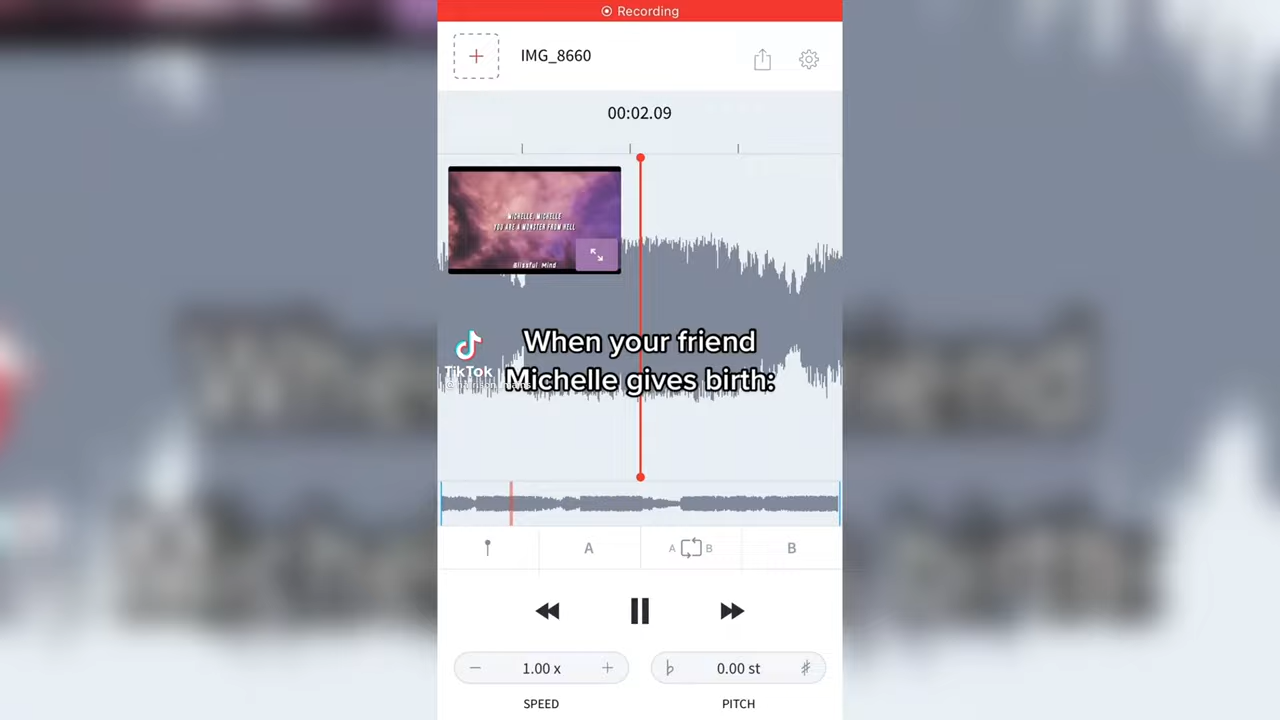 Recording
IMG_8660
00:02.09
MICHELLE, MICHELLE
YOU ARE A MONSTER FROM HELL
Blissful Mind
When your friend
Michelle gives birth:
TikTok
A
A B
B
1.00 x
0.00 st
SPEED
PITCH